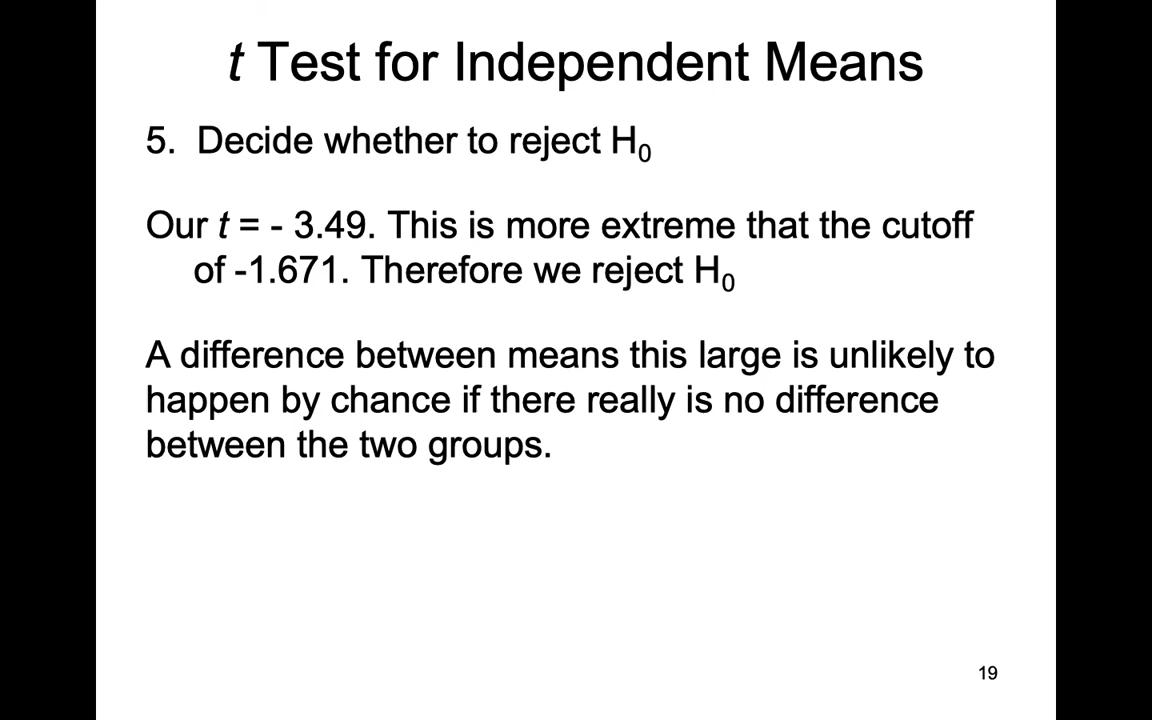 t Test for Independent Means
5. Decide whether to reject H₀
Our t = - 3.49. This is more extreme that the cutoff
of -1.671. Therefore we reject H₀
A difference between means this large is unlikely to
happen by chance if there really is no difference
between the two groups.
19